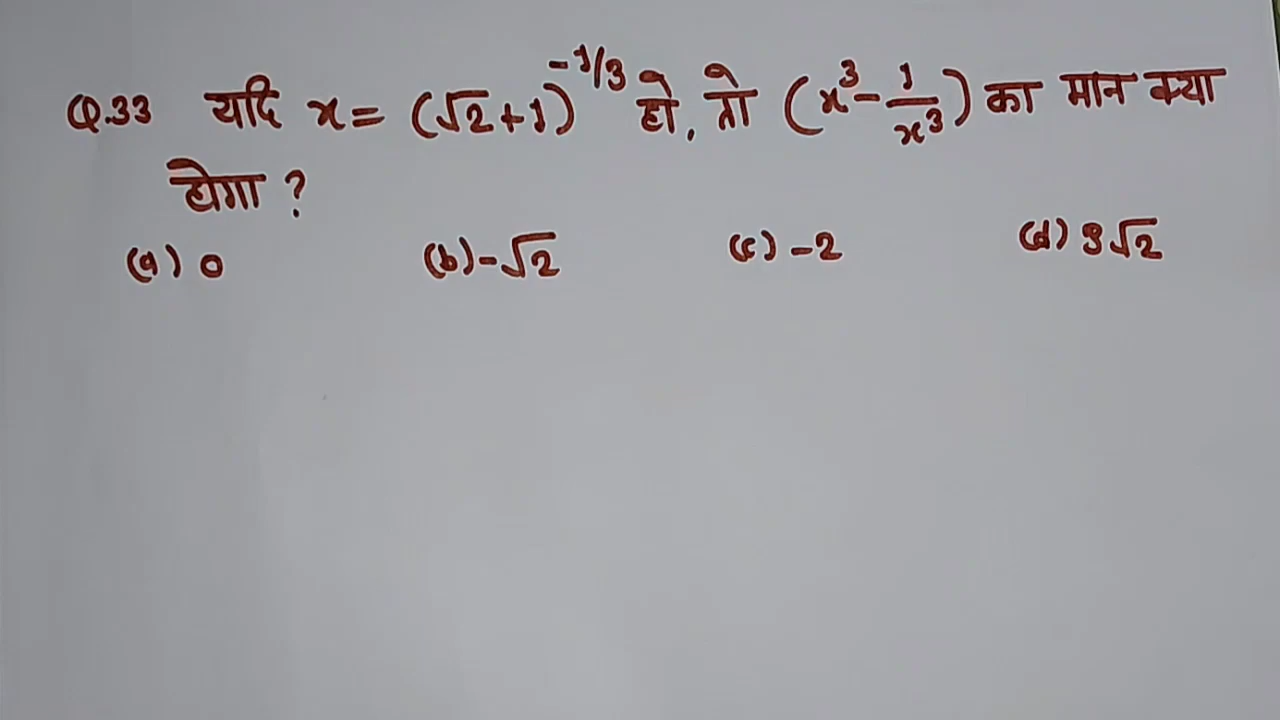 Q.33 यदि x = (√2+1)^-1/3 हो, तो (x³ - 1/x³) का मान क्या
होगा ?
(a) 0 (b) -√2 (c) -2 (d) 3√2